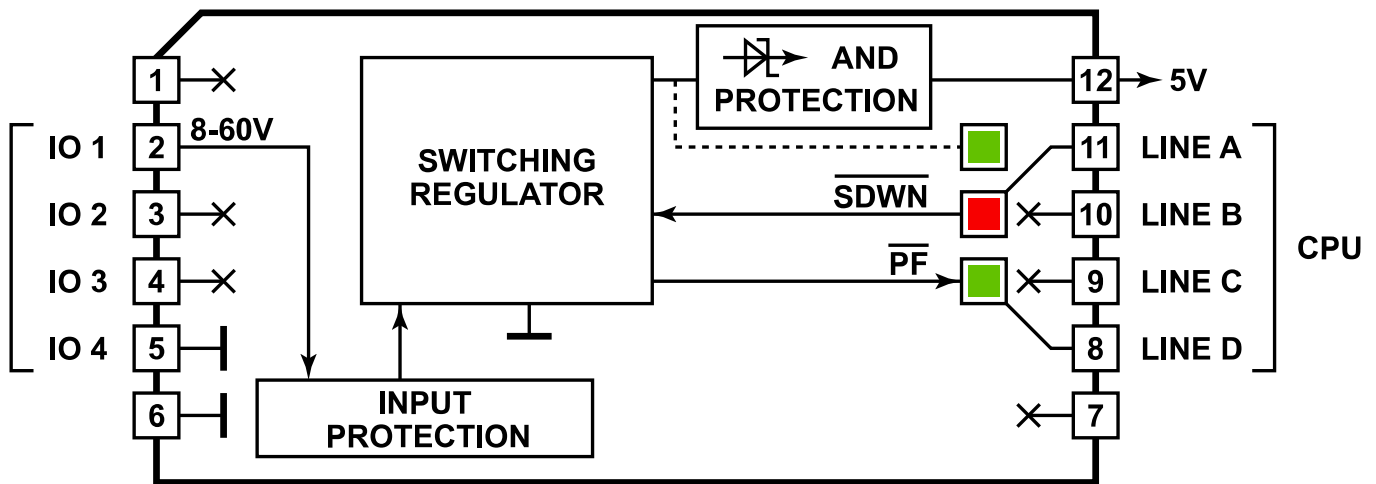 1
IO 1
2
8-60V
IO 2
3
IO 3
4
IO 4
5
6
SWITCHING
REGULATOR
INPUT
PROTECTION
AND
PROTECTION
SDWN
PF
12
5V
11
LINE A
10
LINE B
9
LINE C
8
LINE D
7
CPU